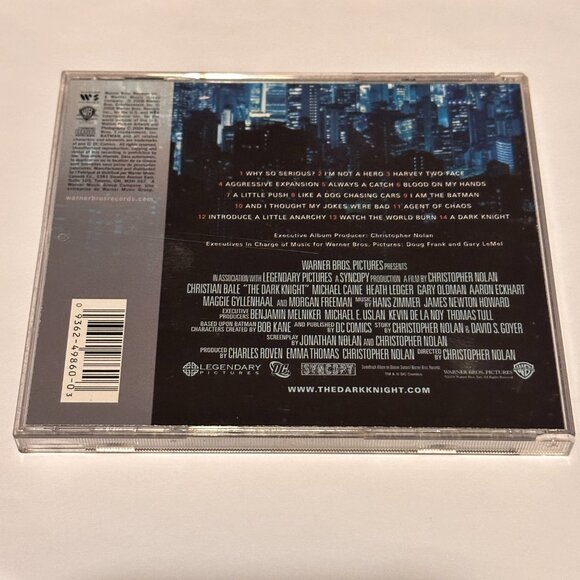 1 WHY SO SERIOUS? 2 I'M NOT A HERO 3 HARVEY TWO-FACE
4 AGGRESSIVE EXPANSION 5 ALWAYS A CATCH 6 BLOOD ON MY HANDS
7 A LITTLE PUSH 8 LIKE A DOG CHASING CARS 9 I AM THE BATMAN
10 AND I THOUGHT MY JOKES WERE BAD 11 AGENT OF CHAOS
12 INTRODUCE A LITTLE ANARCHY 13 WATCH THE WORLD BURN 14 A DARK KNIGHT
Executive Album Producer: Christopher Nolan
Executives In Charge of Music for Warner Bros. Pictures: Doug Frank and Gary LeMel
WARNER BROS. PICTURES PRESENTS
IN ASSOCIATION WITH LEGENDARY PICTURES A SYNCOPY PRODUCTION A FILM BY CHRISTOPHER NOLAN
CHRISTIAN BALE "THE DARK KNIGHT" MICHAEL CAINE HEATH LEDGER GARY OLDMAN AARON ECKHART
MAGGIE GYLLENHAAL AND MORGAN FREEMAN MUSIC BY HANS ZIMMER AND JAMES NEWTON HOWARD
EXECUTIVE PRODUCERS BENJAMIN MELNIKER MICHAEL E. USLAN KEVIN DE LA NOY THOMAS TULL
BASED UPON BATMAN CHARACTERS CREATED BY BOB KANE AND PUBLISHED BY DC COMICS STORY BY CHRISTOPHER NOLAN & DAVID S. GOYER
SCREENPLAY BY JONATHAN NOLAN AND CHRISTOPHER NOLAN
PRODUCED BY CHARLES ROVEN EMMA THOMAS CHRISTOPHER NOLAN DIRECTED BY CHRISTOPHER NOLAN
LEGENDARY PICTURES DC SYNCOPY WARNER BROS. PICTURES
WWW.THEDARKKNIGHT.COM
warnerbrosrecords.com
0 9362-49860-0 3